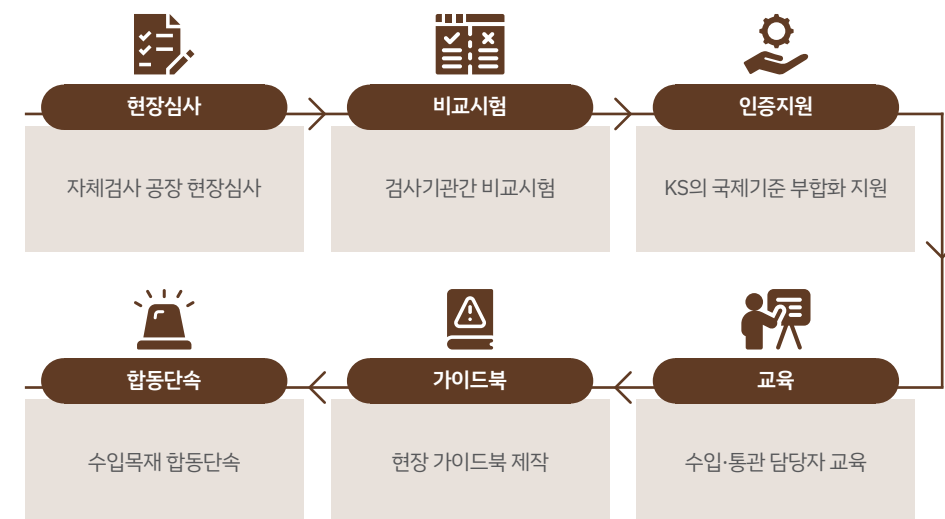 현장심사
자체검사 공장 현장심사
비교시험
검사기관간 비교시험
인증지원
KS의 국제기준 부합화 지원
교육
수입·통관 담당자 교육
가이드북
현장 가이드북 제작
합동단속
수입목재 합동단속